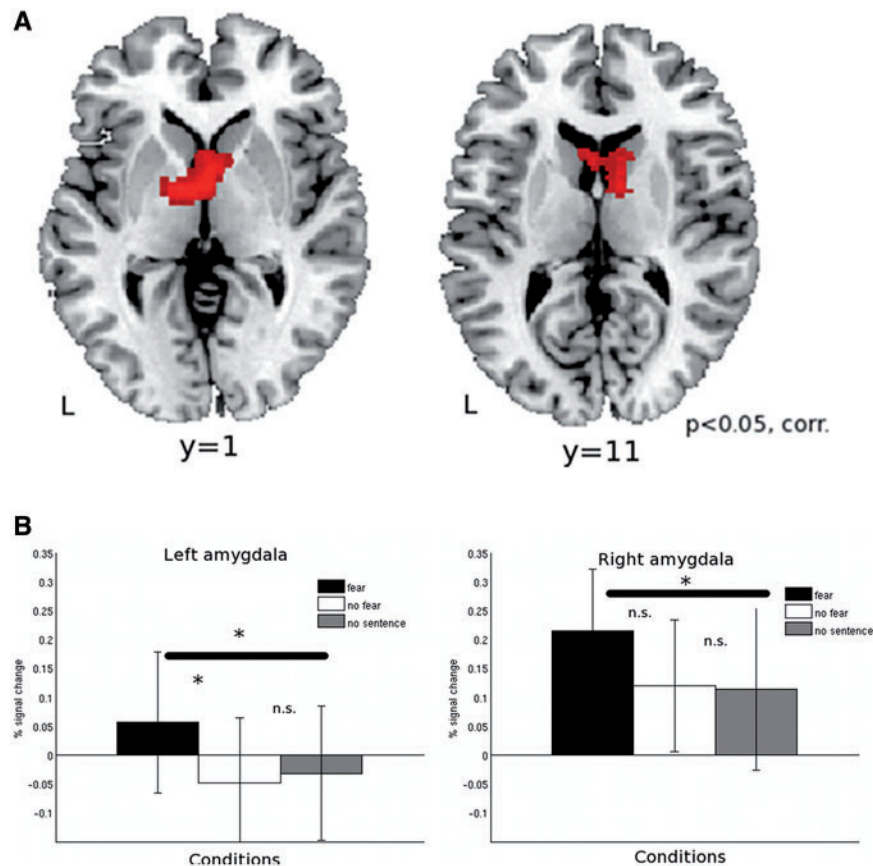 A
L
y=1
L
y=11
p<0.05, corr.
B
Left amygdala
0.35
0.3
0.25
0.2
0.15
0.1
0.05
0
-0.05
-0.1
% signal change
fear
no fear
no sentence
*
*
n.s.
Conditions
Right amygdala
0.35
0.3
0.25
0.2
0.15
0.1
0.05
0
-0.05
-0.1
% signal change
*
fear
no fear
no sentence
n.s.
n.s.
Conditions